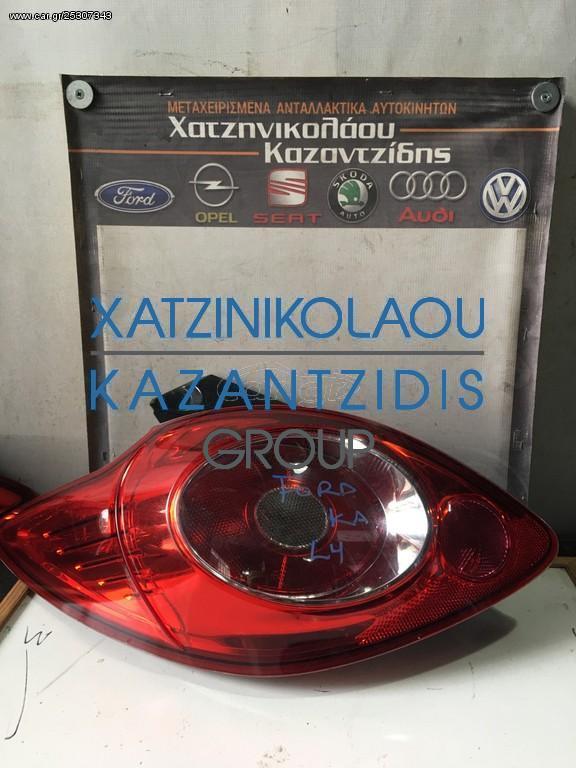 www.car.gr/25307343
ΜΕΤΑΧΕΙΡΙΣΜΕΝΑ ΑΝΤΑΛΛΑΚΤΙΚΑ ΑΥΤΟΚΙΝΗΤΩΝ
Χατζηνικολάου
Καζαντζίδης
Ford
OPEL
SEAT
SKODA
AUTO
Audi
XATZINIKOLAOU
KAZANTZIDIS
GROUP
FORD
KA
L4